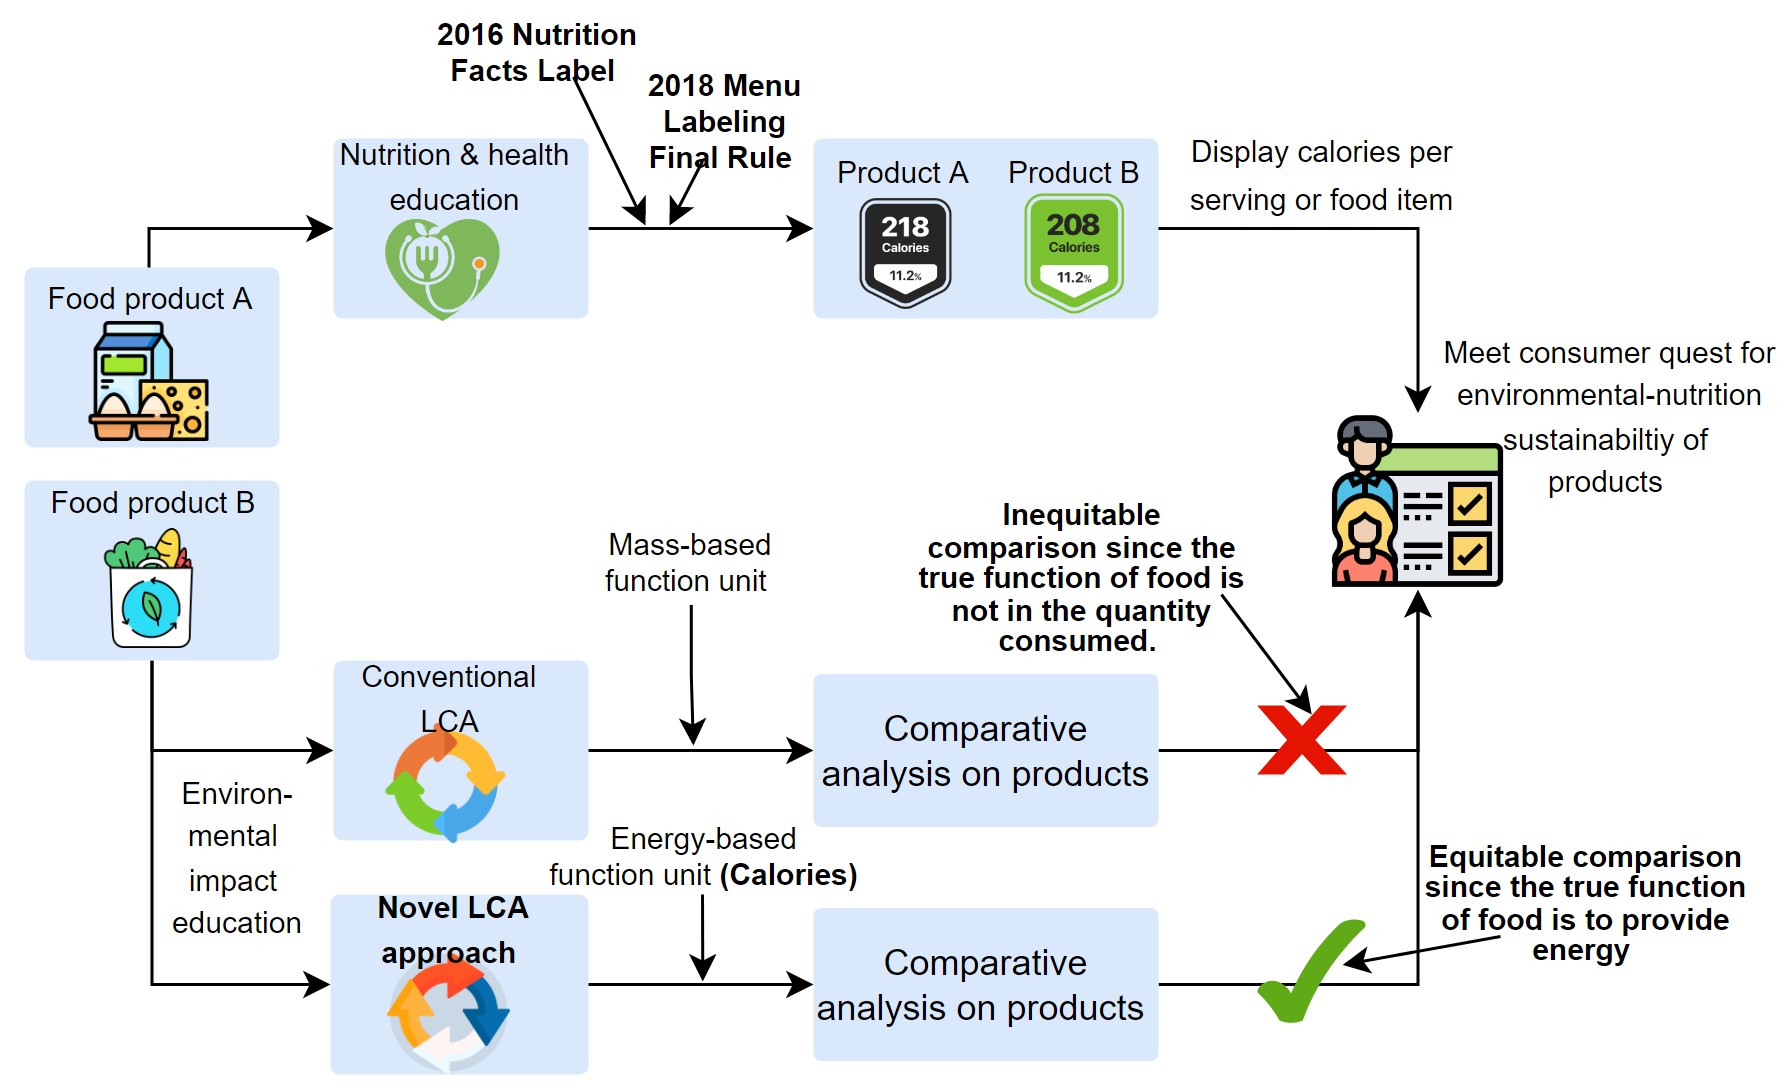 2016 Nutrition
Facts Label
2018 Menu
Labeling
Final Rule
Nutrition & health
education
Product A
Product B
218
Calories
11.2%
208
Calories
11.2%
Display calories per
serving or food item
Food product A
Food product B
Meet consumer quest for
environmental-nutrition
sustainabiltiy of
products
Inequitable
comparison since the
true function of food is
not in the quantity
consumed.
Mass-based
function unit
Conventional
LCA
Comparative
analysis on products
Environ-
mental
impact
education
Energy-based
function unit (Calories)
Novel LCA
approach
Comparative
analysis on products
Equitable comparison
since the true function
of food is to provide
energy